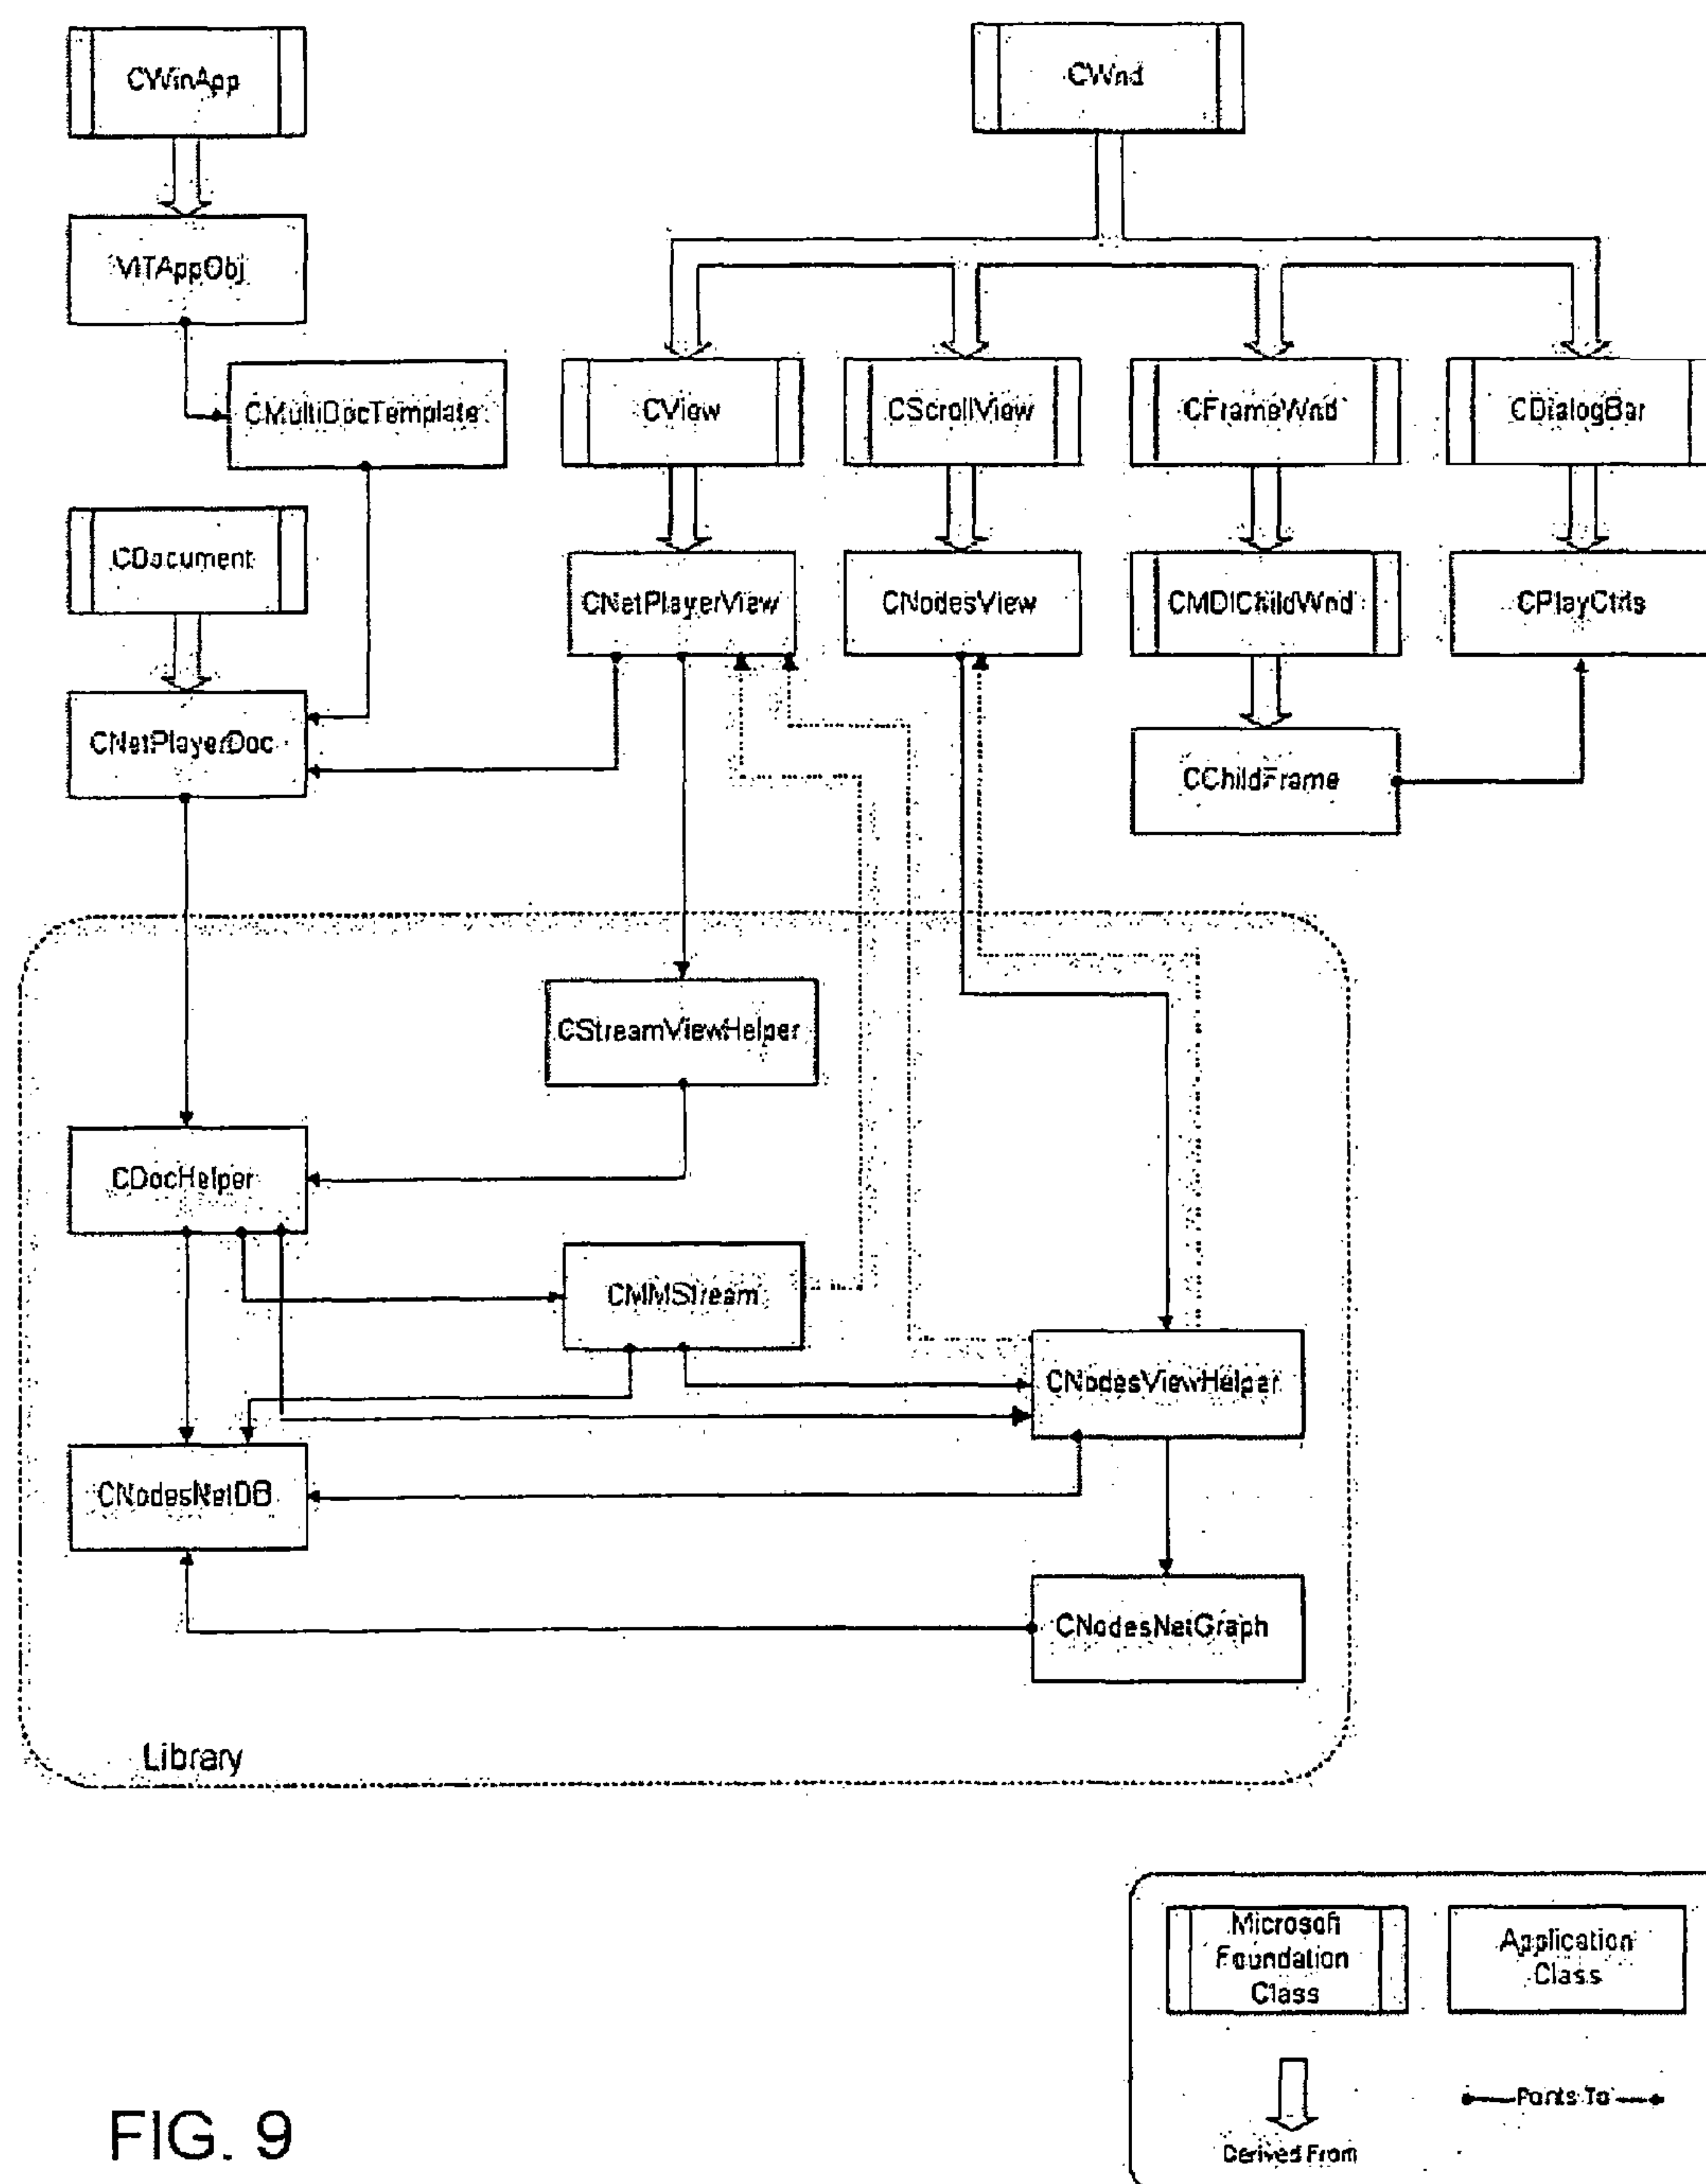 CWinApp
CWnd
VITAppObj
CMultiDocTemplate
CView
CScrollView
CFrameWnd
CDialogBar
CDocument
CNetPlayerView
CNodesView
CMDIChildWnd
CPlayCtrls
CNetPlayerDoc
CChildFrame
CStreamViewHelper
CDocHelper
CMMStream
CNodesViewHelper
CNodesNetDB
CNodesNetGraph
Library
Microsoft
Foundation
Class
Application
Class
Points To
Derived From
FIG. 9